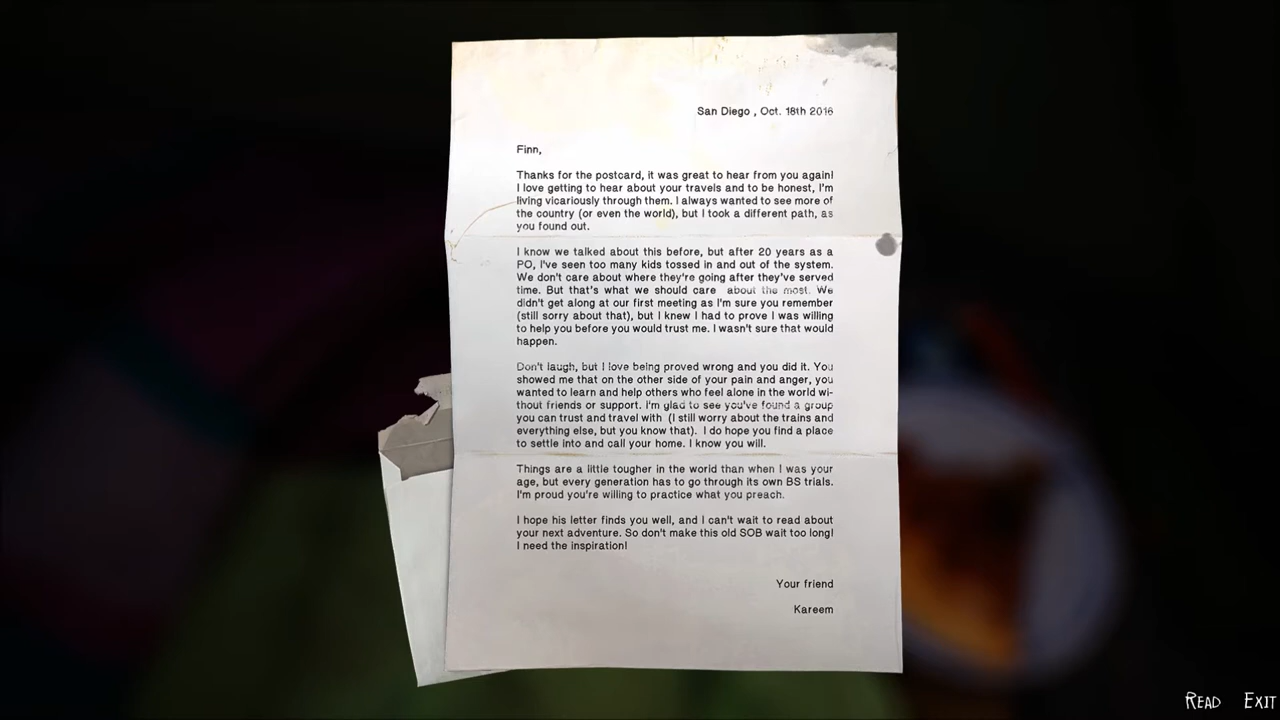 San Diego , Oct. 18th 2016
Finn,
Thanks for the postcard, it was great to hear from you again!
I love getting to hear about your travels and to be honest, I'm
living vicariously through them. I always wanted to see more of
the country (or even the world), but I took a different path, as
you found out.
I know we talked about this before, but after 20 years as a
PO, I've seen too many kids tossed in and out of the system.
We don't care about where they're going after they've served
time. But that's what we should care about the most. We
didn't get along at our first meeting as I'm sure you remember
(still sorry about that), but I knew I had to prove I was willing
to help you before you would trust me. I wasn't sure that would
happen.
Don't laugh, but I love being proved wrong and you did it. You
showed me that on the other side of your pain and anger, you
wanted to learn and help others who feel alone in the world wi-
thout friends or support. I'm glad to see you've found a group
you can trust and travel with (I still worry about the trains and
everything else, but you know that). I do hope you find a place
to settle into and call your home. I know you will.
Things are a little tougher in the world than when I was your
age, but every generation has to go through its own BS trials.
I'm proud you're willing to practice what you preach.
I hope his letter finds you well, and I can't wait to read about
your next adventure. So don't make this old SOB wait too long!
I need the inspiration!
Your friend
Kareem
READ EXIT